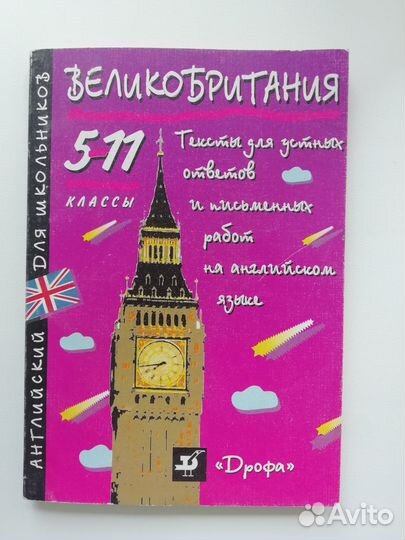 АНГЛИЙСКИЙ ДЛЯ ШКОЛЬНИКОВ
ВЕЛИКОБРИТАНИЯ
5-11
КЛАССЫ
Тексты для устных
ответов
и письменных
работ
на английском
языке
«Дрофа»
Avito